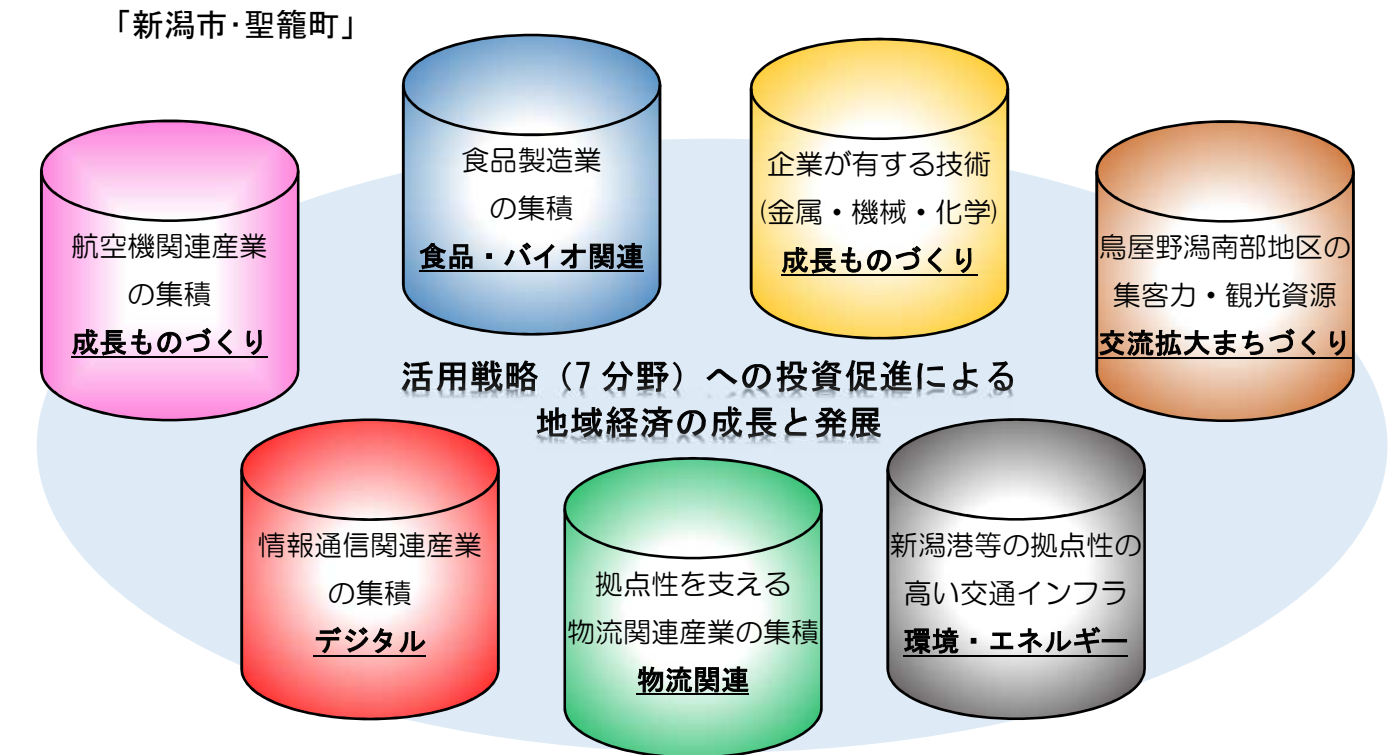 「新潟市・聖籠町」
食品製造業
の集積
食品・バイオ関連
企業が有する技術
(金属・機械・化学)
成長ものづくり
航空機関連産業
の集積
成長ものづくり
鳥屋野潟南部地区の
集客力・観光資源
交流拡大まちづくり
活用戦略（7分野）への投資促進による
地域経済の成長と発展
情報通信関連産業
の集積
デジタル
拠点性を支える
物流関連産業の集積
物流関連
新潟港等の拠点性の
高い交通インフラ
環境・エネルギー